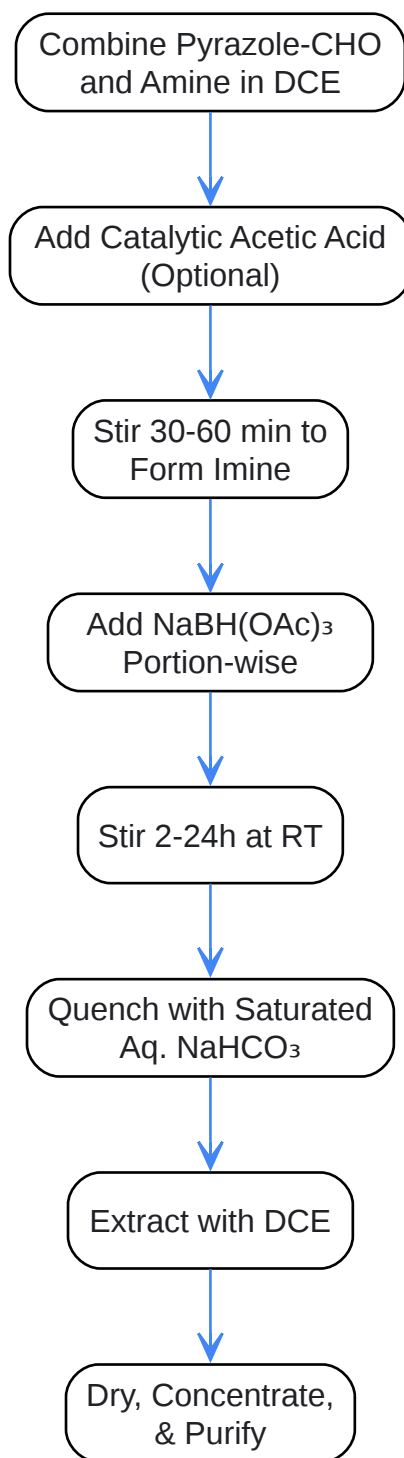 Combine Pyrazole-CHO
and Amine in DCE
Add Catalytic Acetic Acid
(Optional)
Stir 30-60 min to
Form Imine
Add NaBH(OAc)₃
Portion-wise
Stir 2-24h at RT
Quench with Saturated
Aq. NaHCO₃
Extract with DCE
Dry, Concentrate,
& Purify